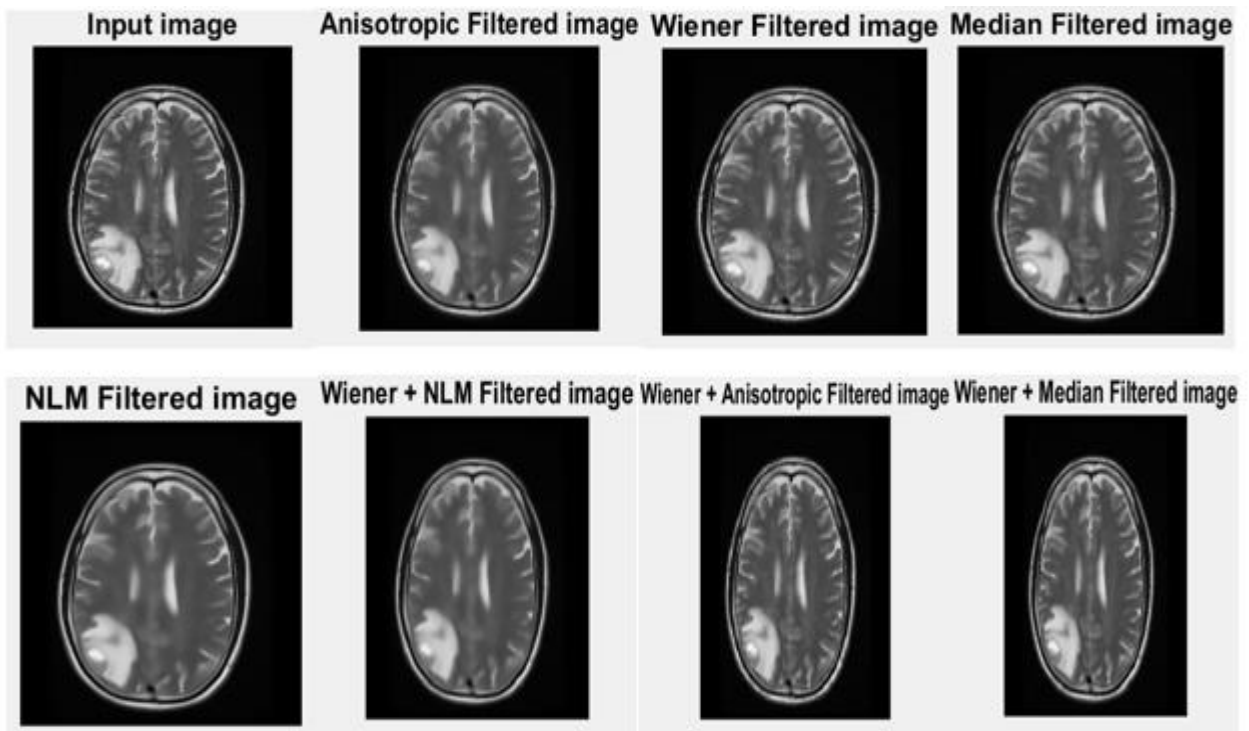 Input image
Anisotropic Filtered image
Wiener Filtered image
Median Filtered image
NLM Filtered image
Wiener + NLM Filtered image
Wiener + Anisotropic Filtered image
Wiener + Median Filtered image